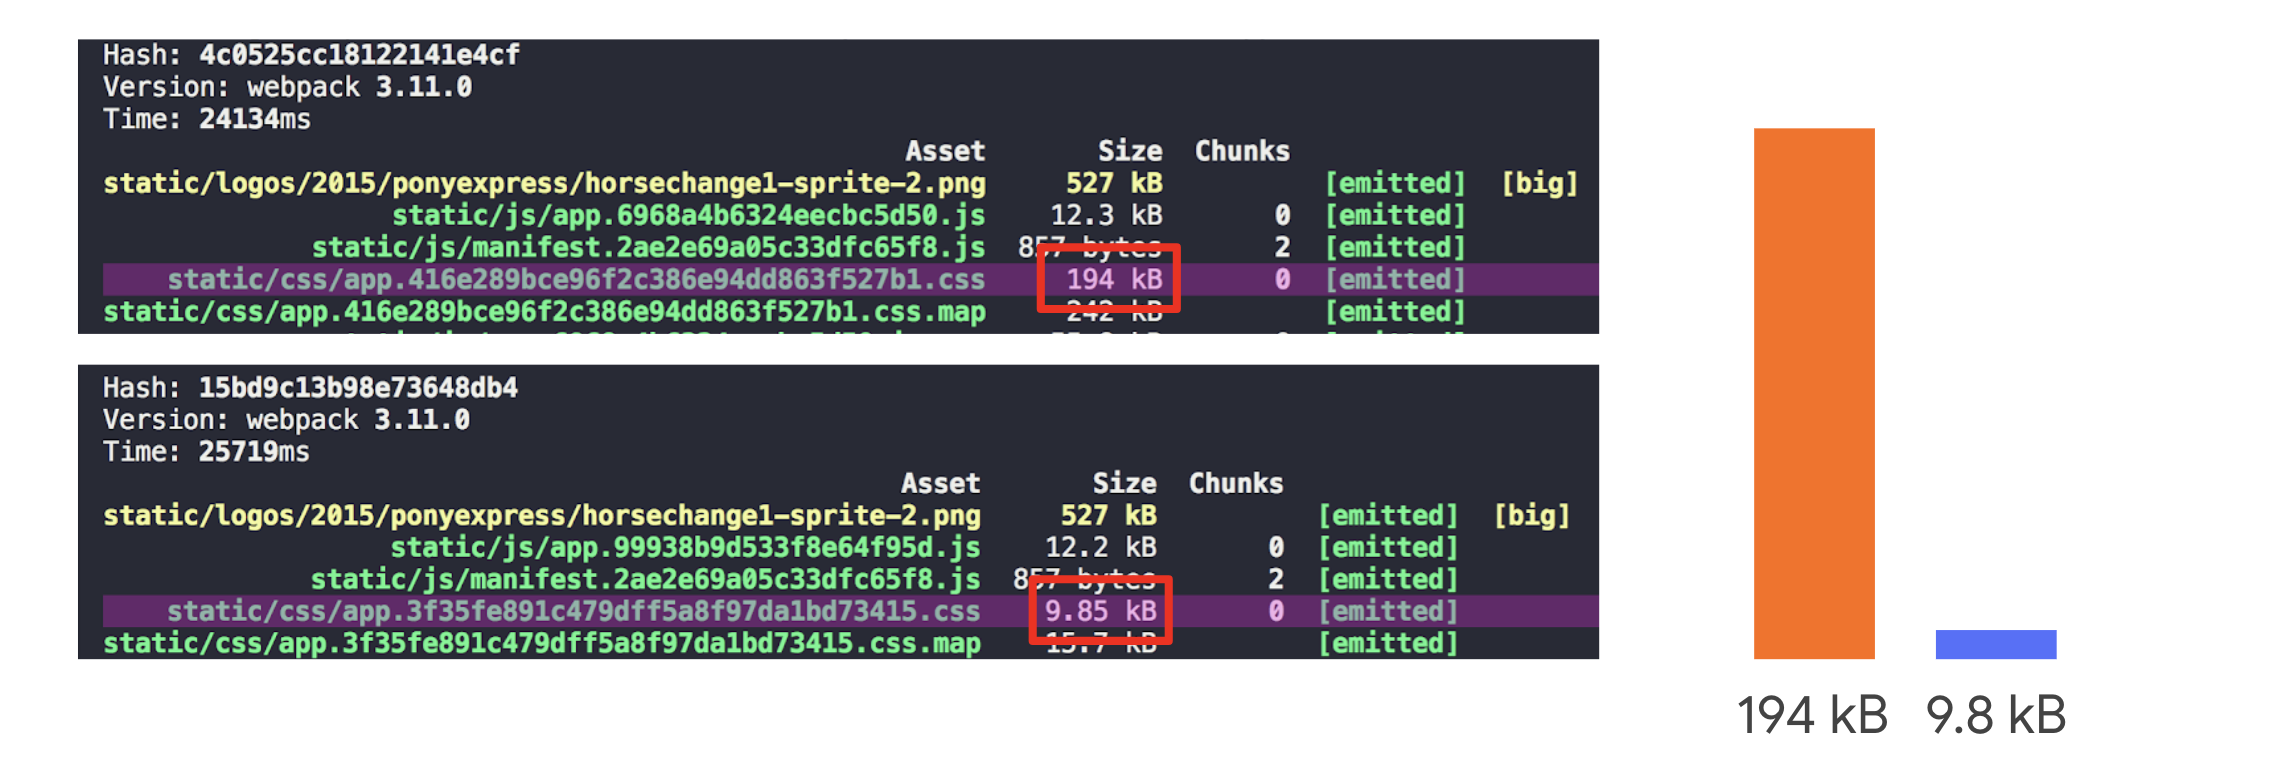 Hash: 4c0525cc18122141e4cf
Version: webpack 3.11.0
Time: 24134ms
Asset Size Chunks
static/logos/2015/ponyexpress/horsechange1-sprite-2.png 527 kB [emitted] [big]
static/js/app.6968a4b6324eecbc5d50.js 12.3 kB 0 [emitted]
static/js/manifest.2ae2e69a05c33dfc65f8.js 857 bytes 2 [emitted]
static/css/app.416e289bce96f2c386e94dd863f527b1.css 194 kB 0 [emitted]
static/css/app.416e289bce96f2c386e94dd863f527b1.css.map 242 kB [emitted]
Hash: 15bd9c13b98e73648db4
Version: webpack 3.11.0
Time: 25719ms
Asset Size Chunks
static/logos/2015/ponyexpress/horsechange1-sprite-2.png 527 kB [emitted] [big]
static/js/app.99938b9d533f8e64f95d.js 12.2 kB 0 [emitted]
static/js/manifest.2ae2e69a05c33dfc65f8.js 857 bytes 2 [emitted]
static/css/app.3f35fe891c479dff5a8f97da1bd73415.css 9.85 kB 0 [emitted]
static/css/app.3f35fe891c479dff5a8f97da1bd73415.css.map 15.7 kB [emitted]
194 kB 9.8 kB